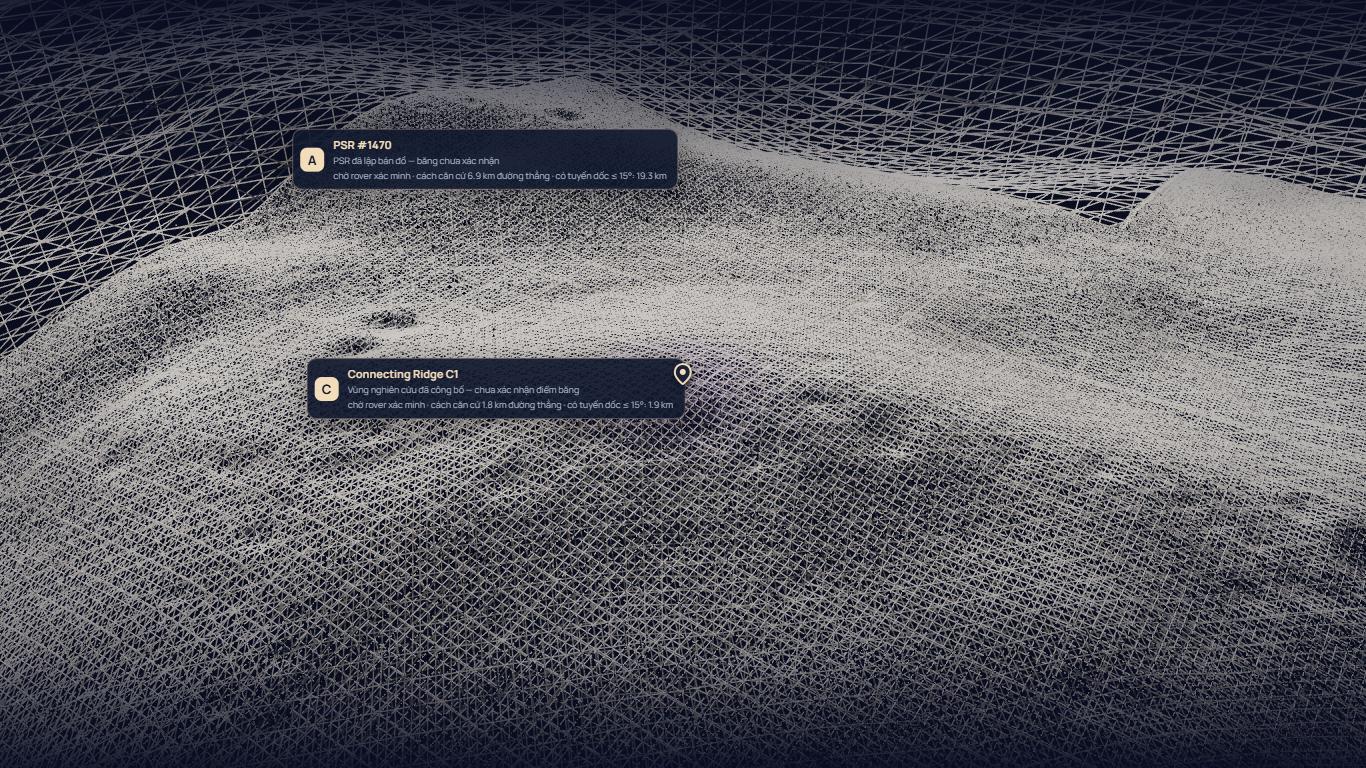 A
PSR #1470
PSR đã lập bản đồ — băng chưa xác nhận
chờ rover xác minh · cách căn cứ 6.9 km đường thẳng · có tuyến dốc ≤ 15°: 19.3 km
C
Connecting Ridge C1
Vùng nghiên cứu đã công bố — chưa xác nhận điểm băng
chờ rover xác minh · cách căn cứ 1.8 km đường thẳng · có tuyến dốc ≤ 15°: 1.9 km